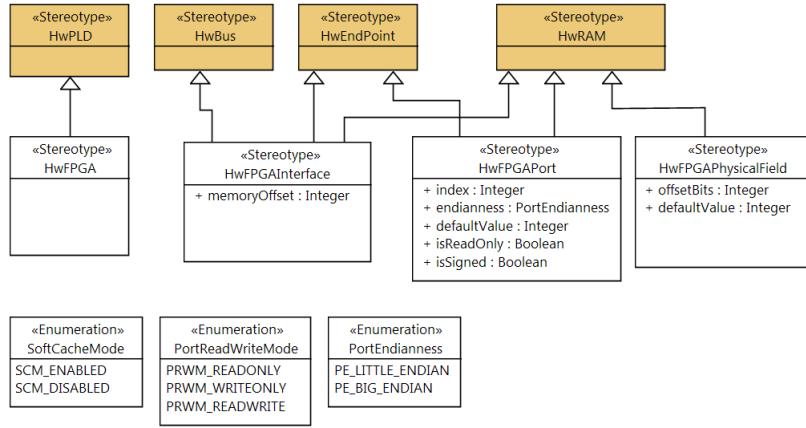 «Stereotype»
HwPLD
«Stereotype»
HwBus
«Stereotype»
HwEndPoint
«Stereotype»
HwRAM
«Stereotype»
HwFPGA
«Stereotype»
HwFPGAInterface
+ memoryOffset : Integer
«Stereotype»
HwFPGAPort
+ index : Integer
+ endianness : PortEndianness
+ defaultValue : Integer
+ isReadOnly : Boolean
+ isSigned : Boolean
«Stereotype»
HwFPGAPhysicalField
+ offsetBits : Integer
+ defaultValue : Integer
«Enumeration»
SoftCacheMode
SCM_ENABLED
SCM_DISABLED
«Enumeration»
PortReadWriteMode
PRWM_READONLY
PRWM_WRITEONLY
PRWM_READWRITE
«Enumeration»
PortEndianness
PE_LITTLE_ENDIAN
PE_BIG_ENDIAN